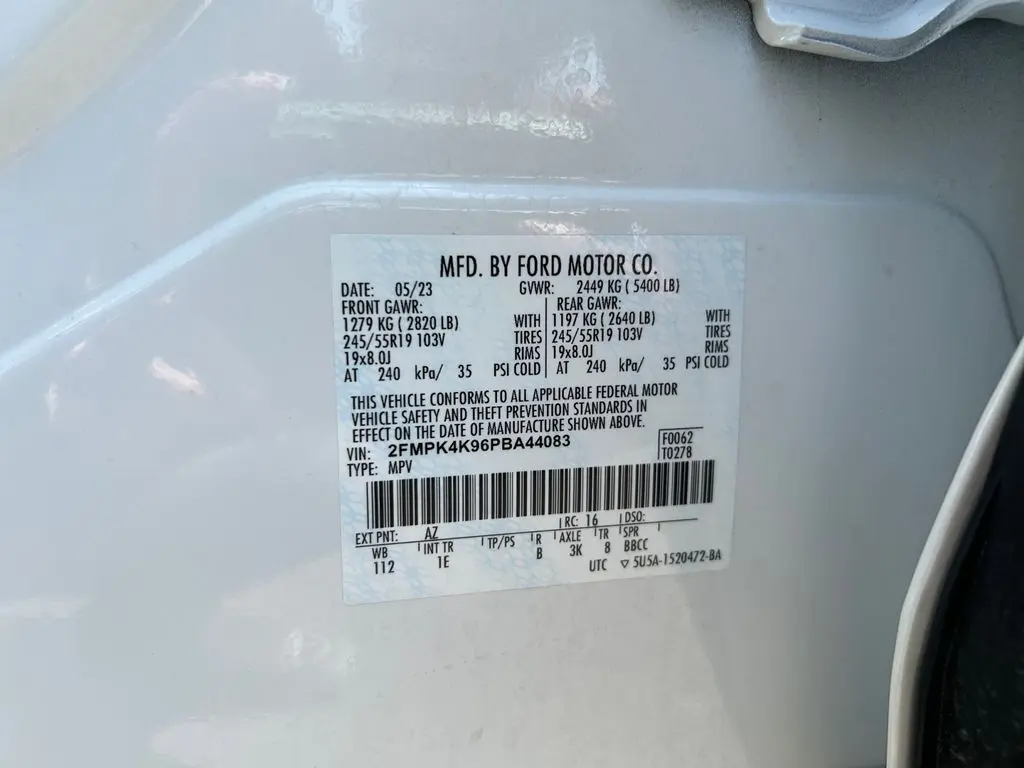 MFD. BY FORD MOTOR CO.
DATE: 05/23 GVWR: 2449 KG ( 5400 LB)
FRONT GAWR: REAR GAWR:
1279 KG ( 2820 LB) WITH 1197 KG ( 2640 LB) WITH
245/55R19 103V TIRES 245/55R19 103V TIRES
19x8.0J RIMS 19x8.0J RIMS
AT 240 kPa/ 35 PSI COLD AT 240 kPa/ 35 PSI COLD
THIS VEHICLE CONFORMS TO ALL APPLICABLE FEDERAL MOTOR
VEHICLE SAFETY AND THEFT PREVENTION STANDARDS IN
EFFECT ON THE DATE OF MANUFACTURE SHOWN ABOVE.
VIN: 2FMPK4K96PBA44083 F0062
TYPE: MPV T0278
EXT PNT: AZ RC: 16 DSO:
WB INT TR TP/PS R AXLE TR SPR
112 1E B 3K 8 BBCC
UTC ▽ 5U5A-1520472-BA